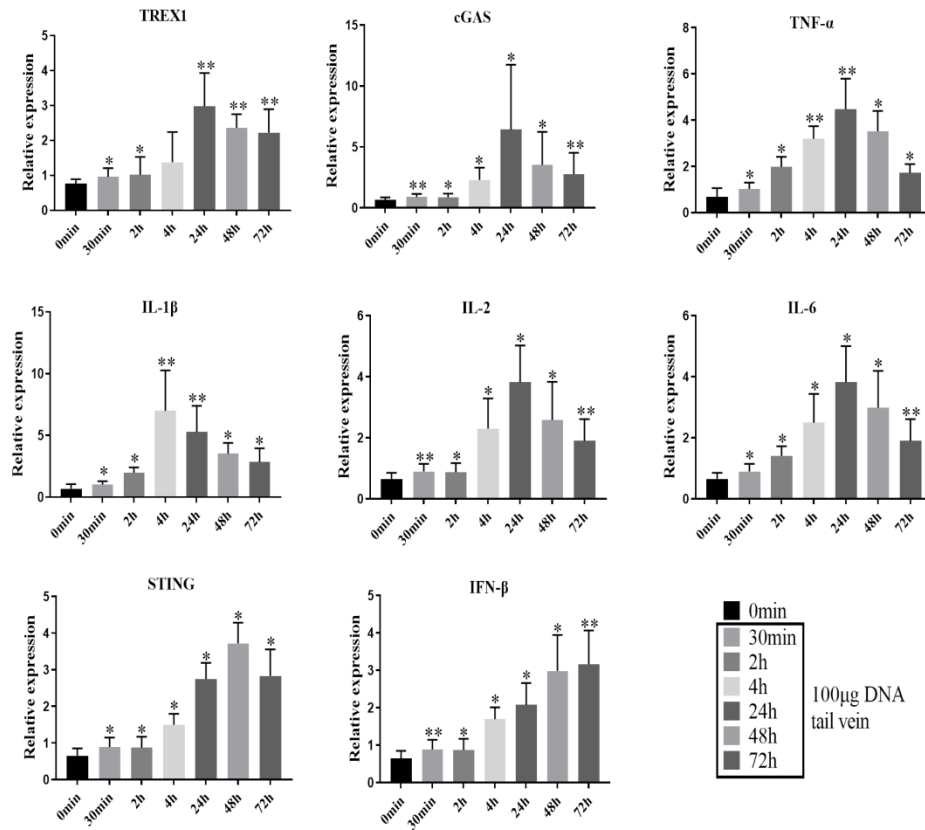 TREX1
Relative expression
5
4
3
2
1
0
** ** ** * *
0min 30min 2h 4h 24h 48h 72h
cGAS
Relative expression
15
10
5
0
** * * * * *
0min 30min 2h 4h 24h 48h 72h
TNF-α
Relative expression
8
6
4
2
0
* * ** ** * *
0min 30min 2h 4h 24h 48h 72h
IL-1β
Relative expression
15
10
5
0
* * ** ** * *
0min 30min 2h 4h 24h 48h 72h
IL-2
Relative expression
6
4
2
0
** * * * * **
0min 30min 2h 4h 24h 48h 72h
IL-6
Relative expression
6
4
2
0
* * * * * **
0min 30min 2h 4h 24h 48h 72h
STING
Relative expression
5
4
3
2
1
0
* * * * * *
0min 30min 2h 4h 24h 48h 72h
IFN-β
Relative expression
5
4
3
2
1
0
** * * * * **
0min 30min 2h 4h 24h 48h 72h
0min
30min
2h
4h
24h
48h
72h
100μg DNA
tail vein